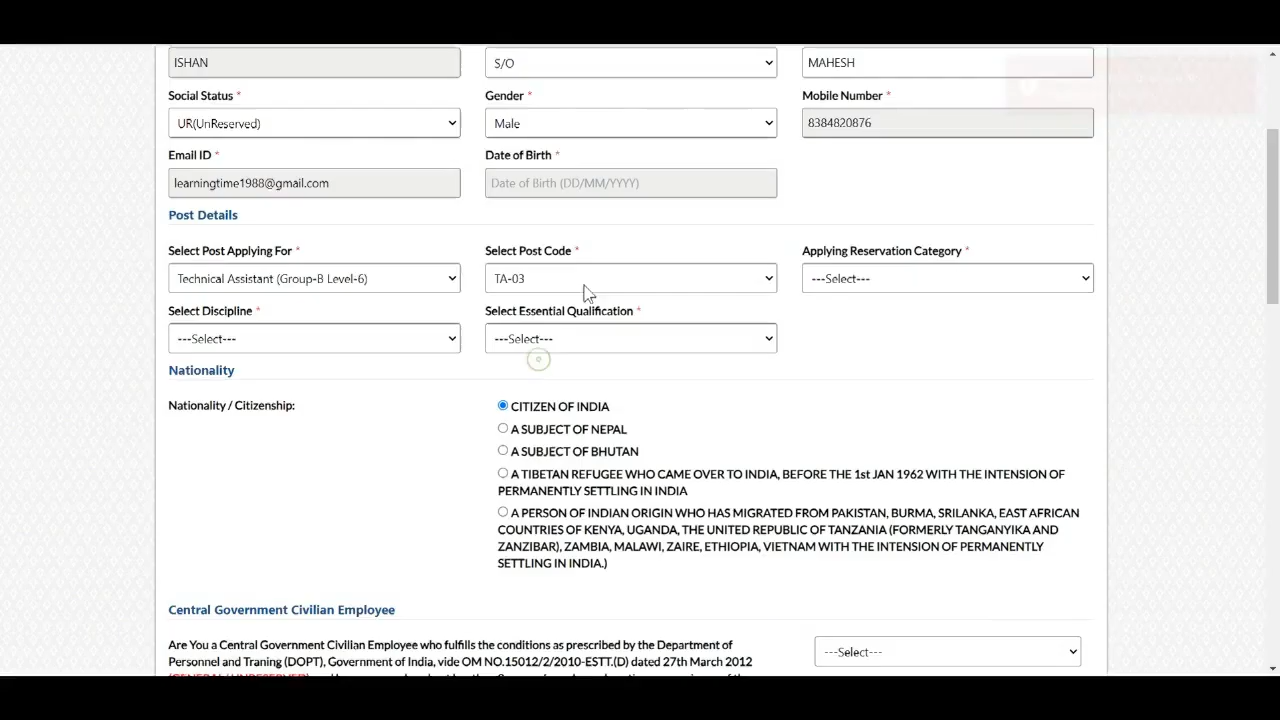 ISHAN S/O MAHESH
Social Status * Gender * Mobile Number *
UR(UnReserved) Male 8384820876
Email ID * Date of Birth *
learningtime1988@gmail.com Date of Birth (DD/MM/YYYY)
Post Details
Select Post Applying For * Select Post Code * Applying Reservation Category *
Technical Assistant (Group-B Level-6) TA-03 ---Select---
Select Discipline * Select Essential Qualification *
---Select--- ---Select---
Nationality
Nationality / Citizenship: CITIZEN OF INDIA
A SUBJECT OF NEPAL
A SUBJECT OF BHUTAN
A TIBETAN REFUGEE WHO CAME OVER TO INDIA, BEFORE THE 1st JAN 1962 WITH THE INTENSION OF
PERMANENTLY SETTLING IN INDIA
A PERSON OF INDIAN ORIGIN WHO HAS MIGRATED FROM PAKISTAN, BURMA, SRILANKA, EAST AFRICAN
COUNTRIES OF KENYA, UGANDA, THE UNITED REPUBLIC OF TANZANIA (FORMERLY TANGANYIKA AND
ZANZIBAR), ZAMBIA, MALAWI, ZAIRE, ETHIOPIA, VIETNAM WITH THE INTENSION OF PERMANENTLY
SETTLING IN INDIA.)
Central Government Civilian Employee
Are You a Central Government Civilian Employee who fulfills the conditions as prescribed by the Department of
Personnel and Traning (DOPT), Government of India, vide OM NO.15012/2/2010-ESTT.(D) dated 27th March 2012
---Select---